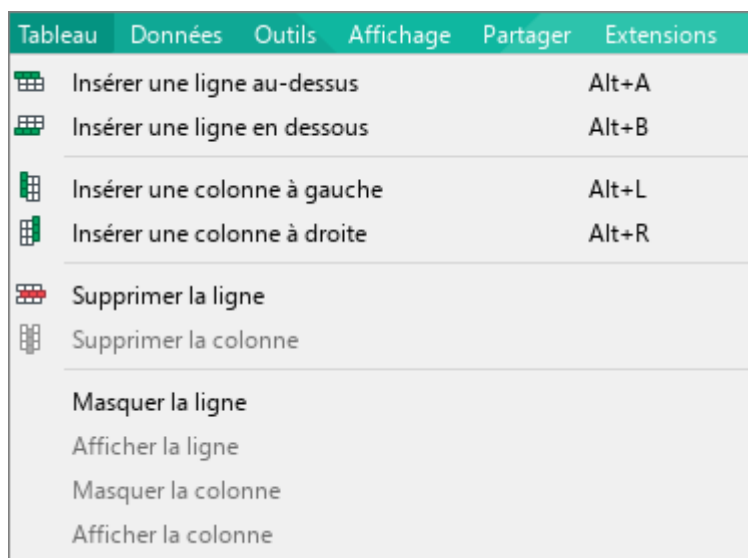 Tableau Données Outils Affichage Partager Extensions
Insérer une ligne au-dessus Alt+A
Insérer une ligne en dessous Alt+B
Insérer une colonne à gauche Alt+L
Insérer une colonne à droite Alt+R
Supprimer la ligne
Supprimer la colonne
Masquer la ligne
Afficher la ligne
Masquer la colonne
Afficher la colonne